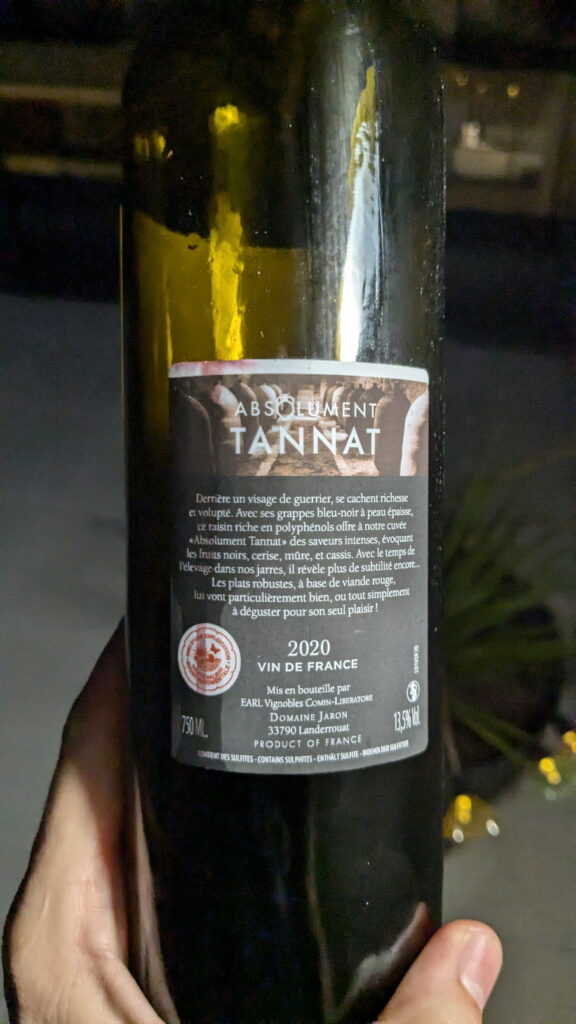 ABSOLUMENT
TANNAT
Derrière un visage de guerrier, se cachent richesse
et volupté. Avec ses grappes bleu-noir à peau épaisse,
ce raisin riche en polyphénols offre à notre cuvée
«Absolument Tannat» des saveurs intenses, évoquant
les fruits noirs, cerise, mûre, et cassis. Avec le temps de
l'élevage dans nos jarres, il révèle plus de subtilité encore...
Les plats robustes, à base de viande rouge,
lui vont particulièrement bien, ou tout simplement
à déguster pour son seul plaisir !
2020
VIN DE FRANCE
Mis en bouteille par
EARL Vignobles COMIN-LIBERATORE
DOMAINE JARON
33790 Landerrouat
PRODUCT OF FRANCE
750 ML.
13,5% Vol.
CONTIENT DES SULFITES - CONTAINS SULPHITES - ENTHÄLT SULFITE - INDEHOLDER SULFITTER